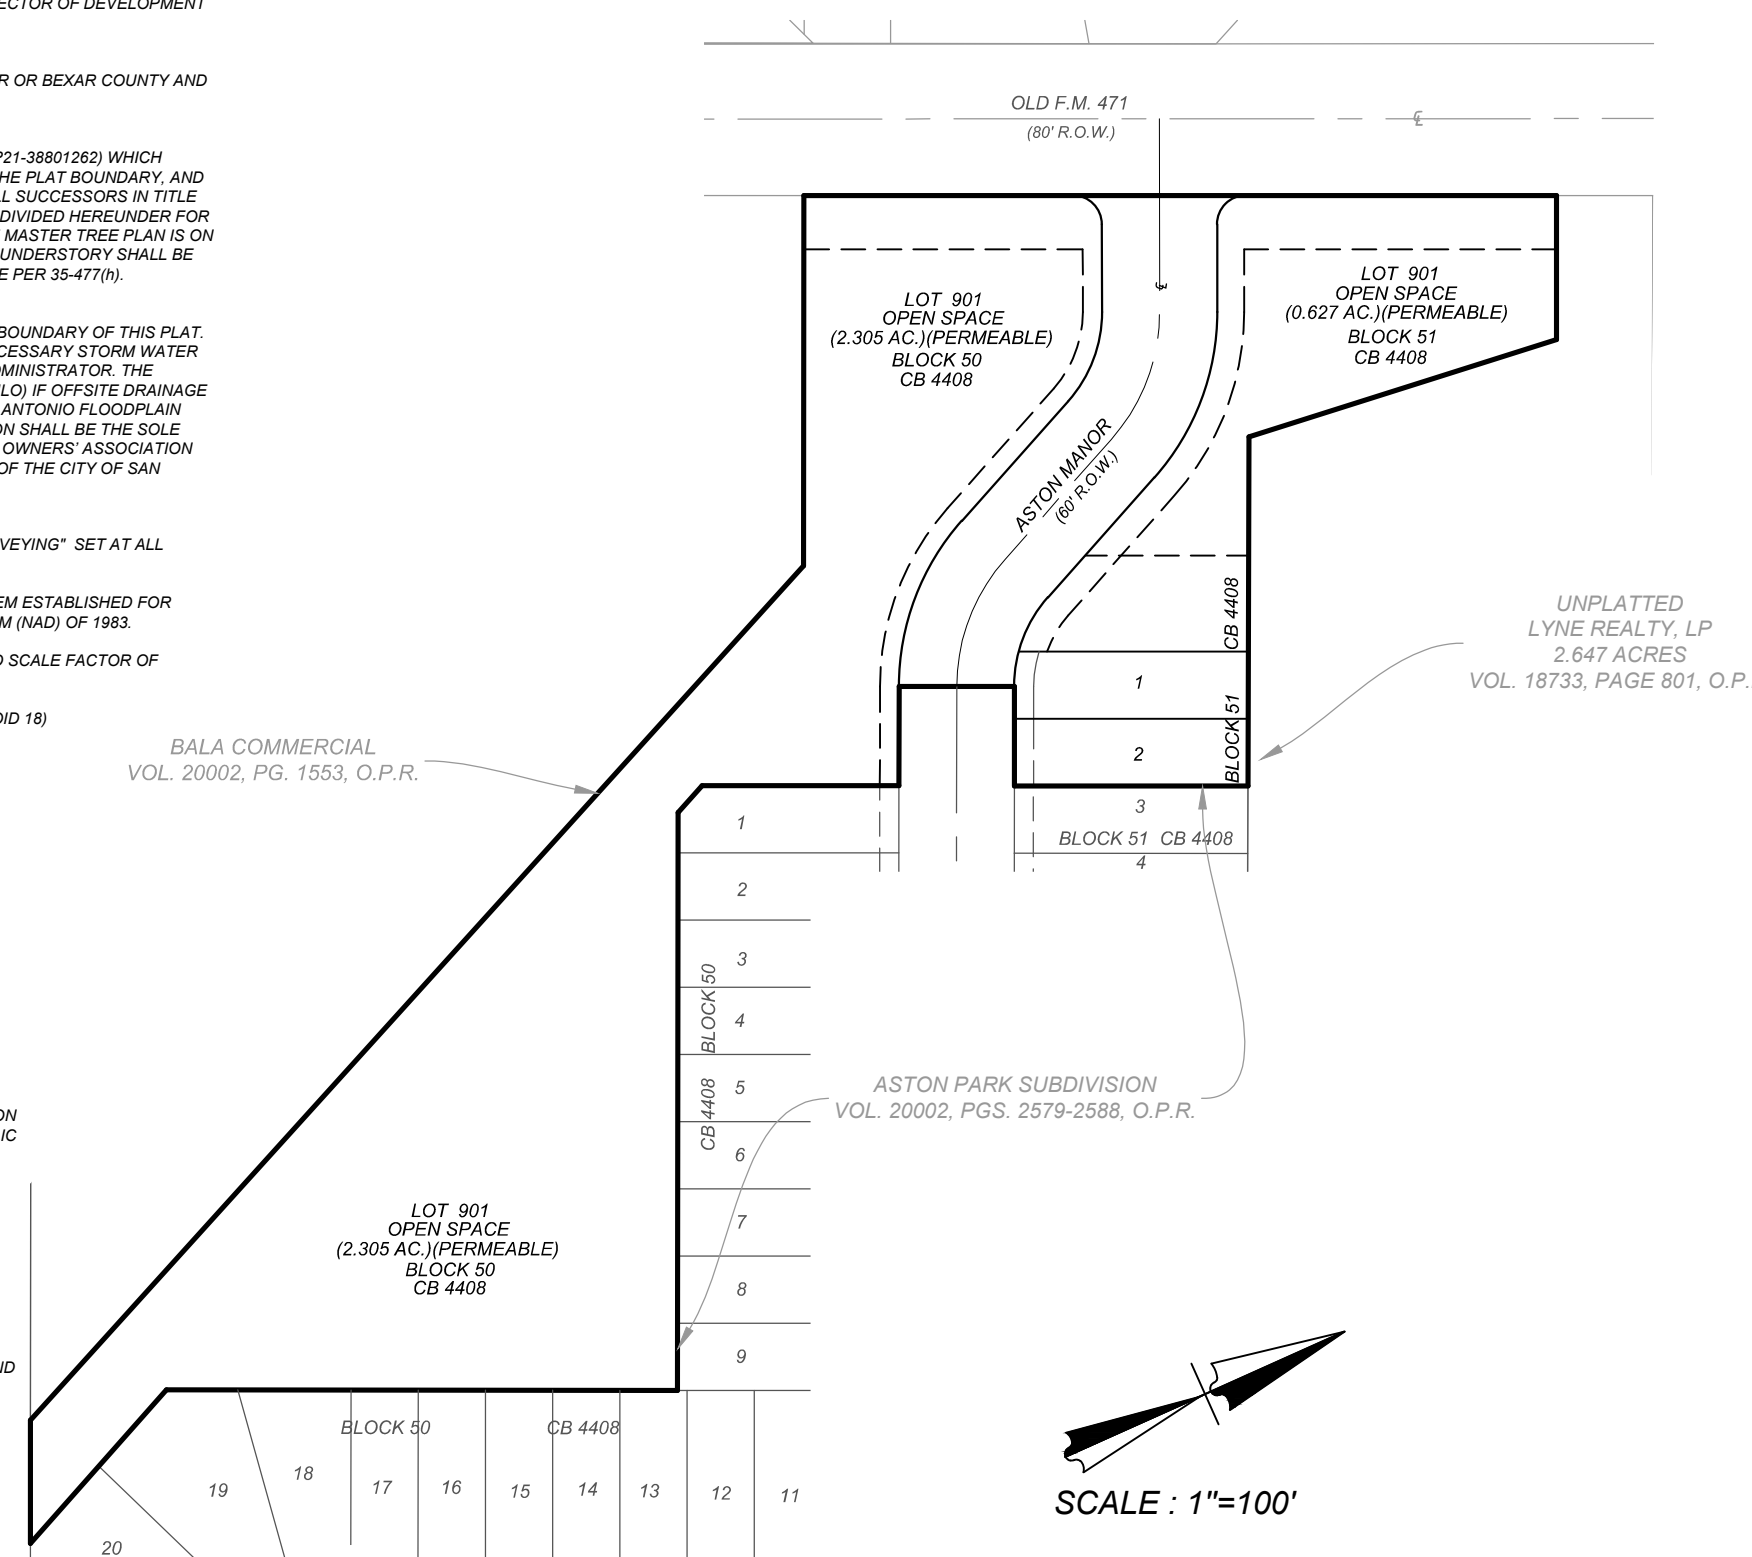 ECTOR OF DEVELOPMENT
R OR BEXAR COUNTY AND
P21-38801262) WHICH
HE PLAT BOUNDARY, AND
LL SUCCESSORS IN TITLE
DIVIDED HEREUNDER FOR
MASTER TREE PLAN IS ON
UNDERSTORY SHALL BE
E PER 35-477(h).
BOUNDARY OF THIS PLAT.
CESSARY STORM WATER
DMINISTRATOR. THE
ILO) IF OFFSITE DRAINAGE
ANTONIO FLOODPLAIN
ON SHALL BE THE SOLE
OWNERS' ASSOCIATION
OF THE CITY OF SAN
VEYING" SET AT ALL
EM ESTABLISHED FOR
M (NAD) OF 1983.
D SCALE FACTOR OF
OID 18)
ON
IC
ID
OLD F.M. 471
(80' R.O.W.)
℄
LOT 901
OPEN SPACE
(2.305 AC.)(PERMEABLE)
BLOCK 50
CB 4408
LOT 901
OPEN SPACE
(0.627 AC.)(PERMEABLE)
BLOCK 51
CB 4408
℄
ASTON MANOR
(60' R.O.W.)
CB 4408
BLOCK 51
1
2
UNPLATTED
LYNE REALTY, LP
2.647 ACRES
VOL. 18733, PAGE 801, O.P.
BALA COMMERCIAL
VOL. 20002, PG. 1553, O.P.R.
3
BLOCK 51 CB 4408
4
1
2
3
4
5
6
7
8
9
BLOCK 50
CB 4408
ASTON PARK SUBDIVISION
VOL. 20002, PGS. 2579-2588, O.P.R.
LOT 901
OPEN SPACE
(2.305 AC.)(PERMEABLE)
BLOCK 50
CB 4408
BLOCK 50 CB 4408
20 19 18 17 16 15 14 13 12 11
SCALE : 1"=100'